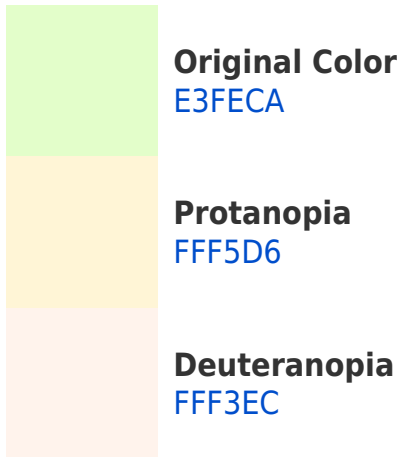 Original Color
E3FECA
Protanopia
FFF5D6
Deuteranopia
FFF3EC